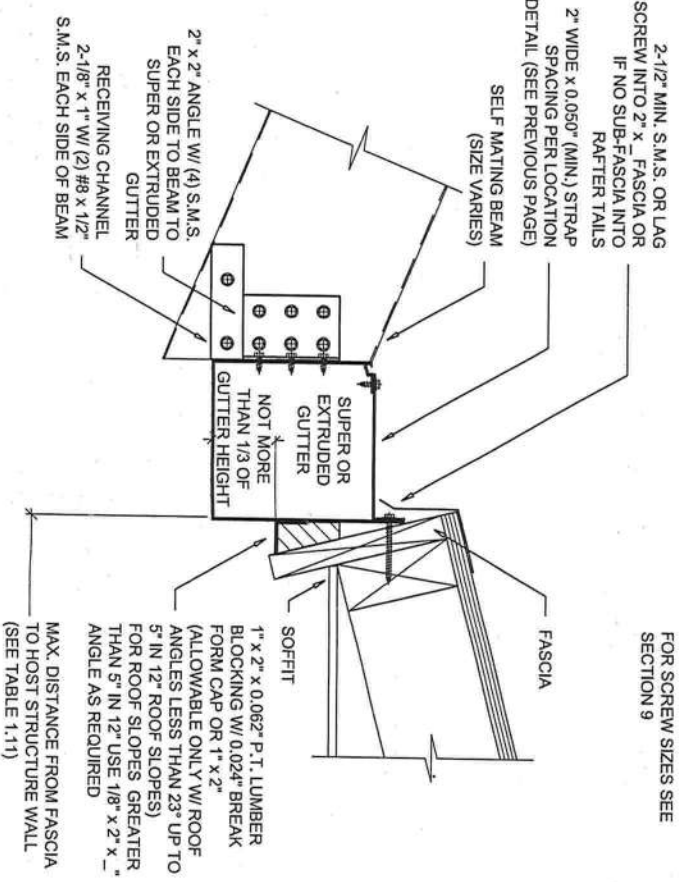 2-1/2" MIN. S.M.S. OR LAG
SCREW INTO 2" x _ FASCIA OR
IF NO SUB-FASCIA INTO
RAFTER TAILS
2" WIDE x 0.050" (MIN.) STRAP
SPACING PER LOCATION
DETAIL (SEE PREVIOUS PAGE)
SELF MATING BEAM
(SIZE VARIES)
2" x 2" ANGLE W/ (4) S.M.S.
EACH SIDE TO BEAM TO
SUPER OR EXTRUDED
GUTTER
RECEIVING CHANNEL
2-1/8" x 1" W/ (2) #8 x 1/2"
S.M.S. EACH SIDE OF BEAM
SUPER OR
EXTRUDED
GUTTER
NOT MORE
THAN 1/3 OF
GUTTER HEIGHT
FOR SCREW SIZES SEE
SECTION 9
FASCIA
SOFFIT
1" x 2" x 0.062" P.T. LUMBER
BLOCKING W/ 0.024" BREAK
FORM CAP OR 1" x 2"
(ALLOWABLE ONLY W/ ROOF
ANGLES LESS THAN 23° UP TO
5" IN 12" ROOF SLOPES)
FOR ROOF SLOPES GREATER
THAN 5" IN 12" USE 1/8" x 2" x _"
ANGLE AS REQUIRED
MAX. DISTANCE FROM FASCIA
TO HOST STRUCTURE WALL
(SEE TABLE 1.11)